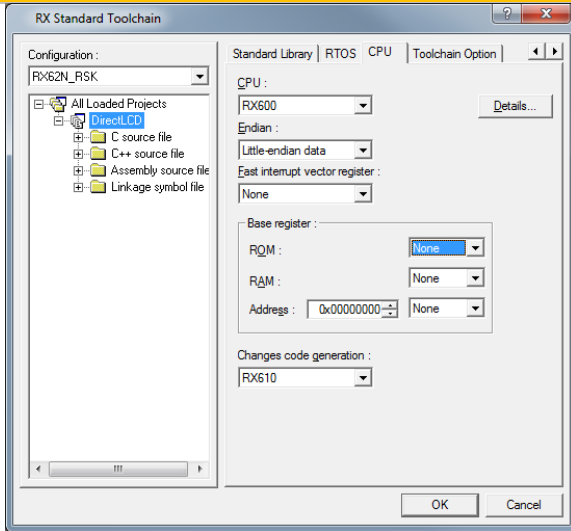 RX Standard Toolchain
?
X
Configuration :
RX62N_RSK
All Loaded Projects
DirectLCD
C source file
C++ source file
Assembly source file
Linkage symbol file
Standard Library
RTOS
CPU
Toolchain Option
CPU :
RX600
Details...
Endian :
Little-endian data
Fast interrupt vector register :
None
Base register :
ROM :
None
RAM :
None
Address :
0x00000000
None
Changes code generation :
RX610
OK
Cancel